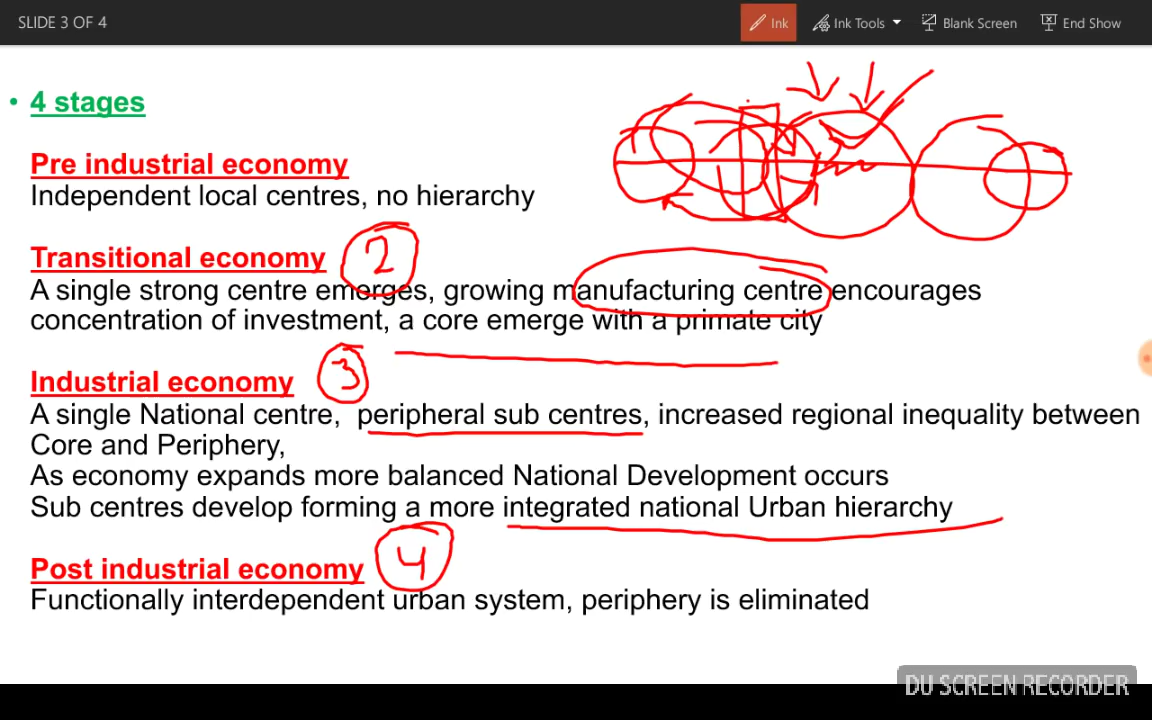 SLIDE 3 OF 4
Ink
Ink Tools
Blank Screen
End Show
• 4 stages
Pre industrial economy
Independent local centres, no hierarchy
Transitional economy 2
A single strong centre emerges, growing manufacturing centre encourages
concentration of investment, a core emerge with a primate city
Industrial economy 3
A single National centre, peripheral sub centres, increased regional inequality between
Core and Periphery,
As economy expands more balanced National Development occurs
Sub centres develop forming a more integrated national Urban hierarchy
Post industrial economy 4
Functionally interdependent urban system, periphery is eliminated
DU SCREEN RECORDER